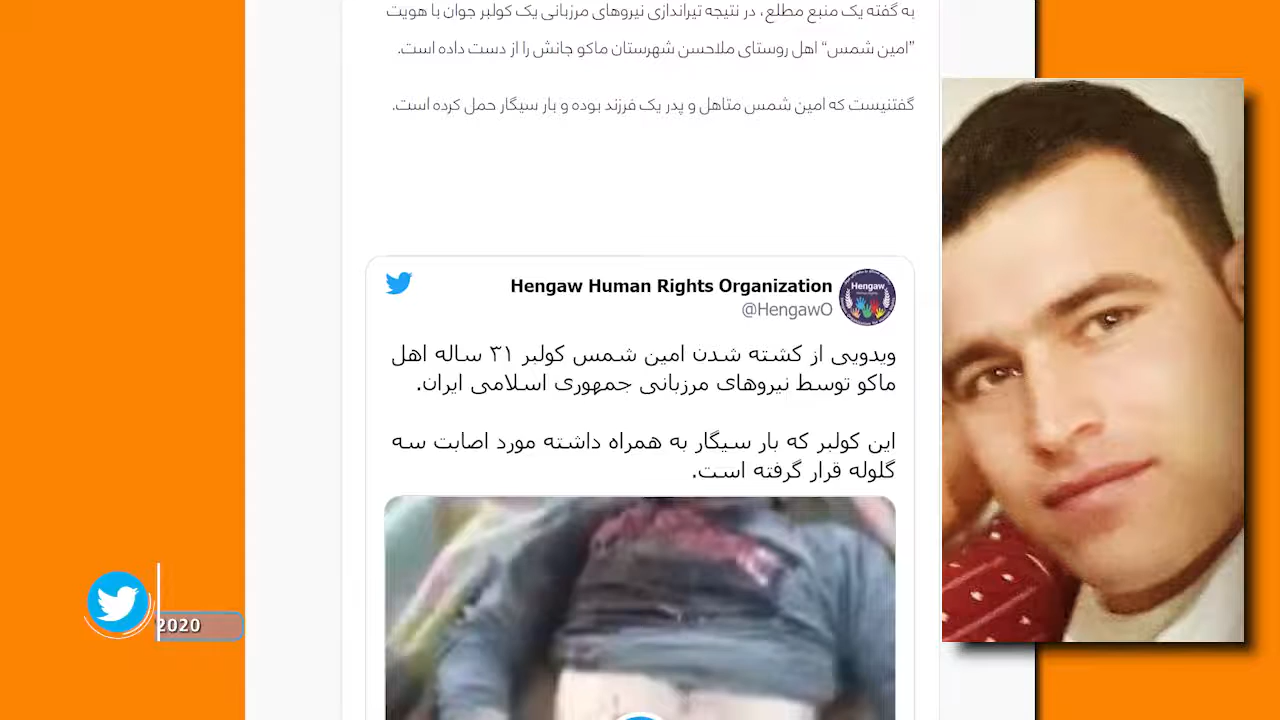 به گفته یک منبع مطلع، در نتیجه تیراندازی نیروهای مرزبانی یک کولبر جوان با هویت
”امین شمس“ اهل روستای ملاحسن شهرستان ماکو جانش را از دست داده است.
گفتنیست که امین شمس متاهل و پدر یک فرزند بوده و بار سیگار حمل کرده است.
Hengaw Human Rights Organization
@HengawO
Hengaw
ویدویی از کشته شدن امین شمس کولبر ٣١ ساله اهل
ماکو توسط نیروهای مرزبانی جمهوری اسلامی ایران.
این کولبر که بار سیگار به همراه داشته مورد اصابت سه
گلوله قرار گرفته است.
2020